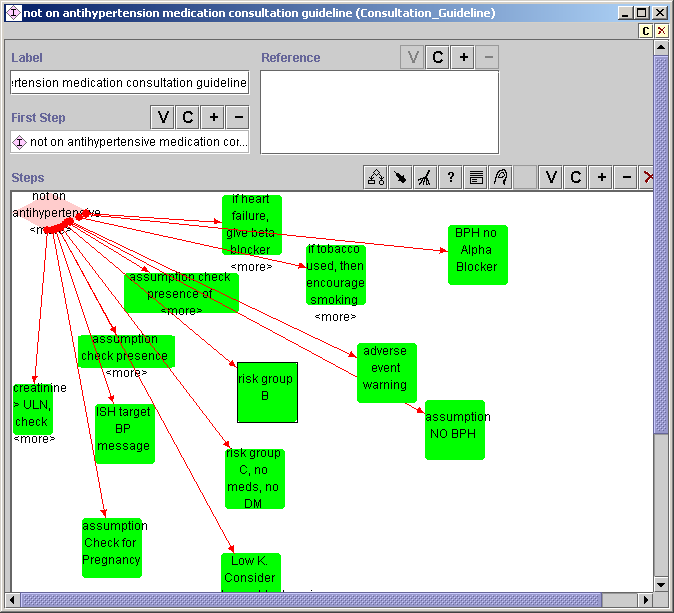 not on antihypertension medication consultation guideline (Consultation_Guideline)
C
Label
Reference
V C + −
rtension medication consultation guideline
First Step
V C + −
not on antihypertensive medication cor...
Steps
? V C + −
not on
antihypertensive
<more>
if heart
failure,
give beta
blocker
<more>
BPH no
Alpha
Blocker
if tobacco
used, then
encourage
smoking
<more>
assumption check
presence of
<more>
assumption
check presence
<more>
adverse
event
warning
risk group
B
creatinine
> ULN,
check
<more>
ISH target
BP
message
assumption
NO BPH
risk group
C, no
meds, no
DM
assumption
Check for
Pregnancy
Low K.
Consider